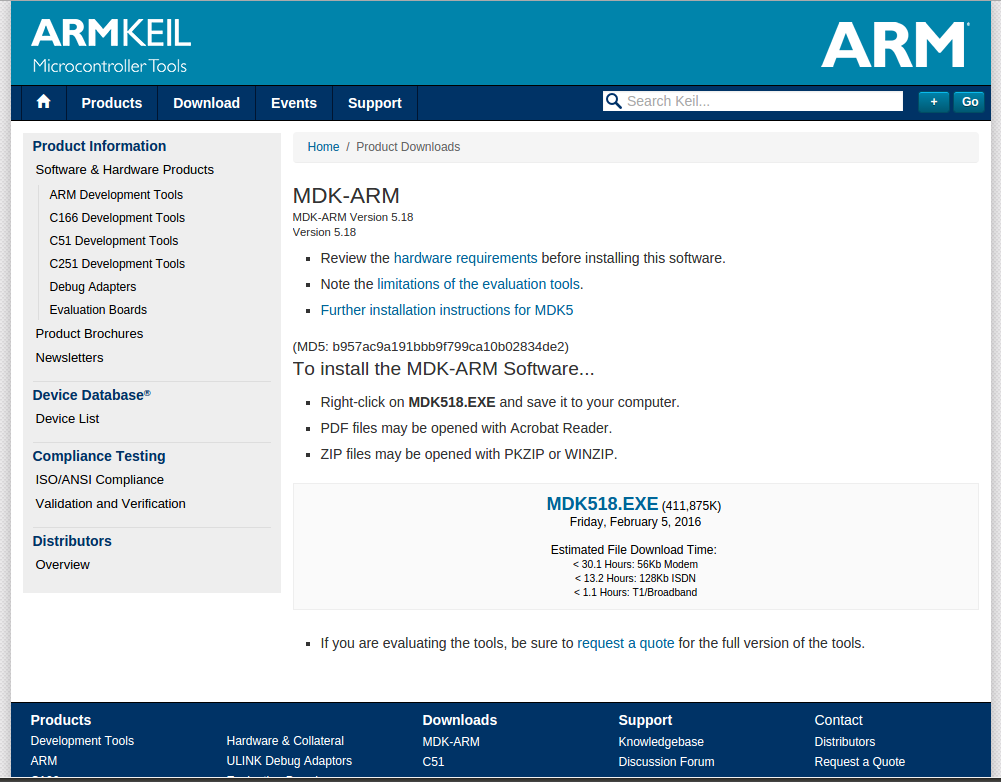 ARMKEIL
Microcontroller Tools
ARM
Products Download Events Support
Search Keil...
+ Go
Product Information
Software & Hardware Products
ARM Development Tools
C166 Development Tools
C51 Development Tools
C251 Development Tools
Debug Adapters
Evaluation Boards
Product Brochures
Newsletters
Device Database®
Device List
Compliance Testing
ISO/ANSI Compliance
Validation and Verification
Distributors
Overview
Home / Product Downloads
MDK-ARM
MDK-ARM Version 5.18
Version 5.18
Review the hardware requirements before installing this software.
Note the limitations of the evaluation tools.
Further installation instructions for MDK5
(MD5: b957ac9a191bbb9f799ca10b02834de2)
To install the MDK-ARM Software...
Right-click on MDK518.EXE and save it to your computer.
PDF files may be opened with Acrobat Reader.
ZIP files may be opened with PKZIP or WINZIP.
MDK518.EXE (411,875K)
Friday, February 5, 2016
Estimated File Download Time:
< 30.1 Hours: 56Kb Modem
< 13.2 Hours: 128Kb ISDN
< 1.1 Hours: T1/Broadband
If you are evaluating the tools, be sure to request a quote for the full version of the tools.
Products
Development Tools
ARM
Hardware & Collateral
ULINK Debug Adaptors
Downloads
MDK-ARM
C51
Support
Knowledgebase
Discussion Forum
Contact
Distributors
Request a Quote